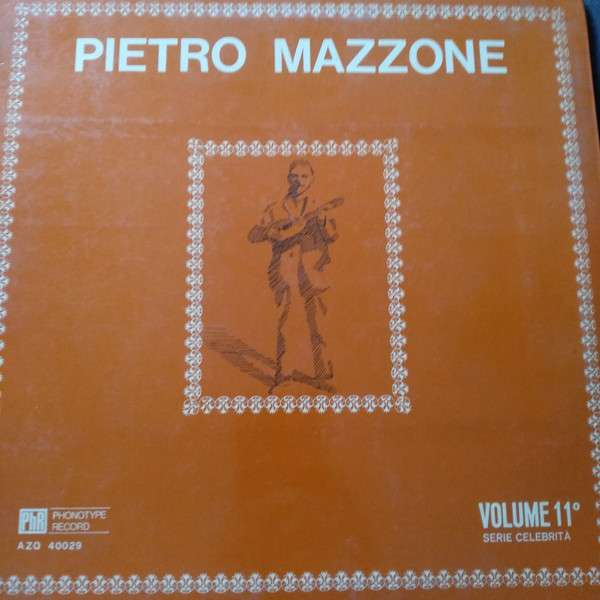 PIETRO MAZZONE
PhR PHONOTYPE
RECORD
AZQ 40029
VOLUME 11°
SERIE CELEBRITÀ